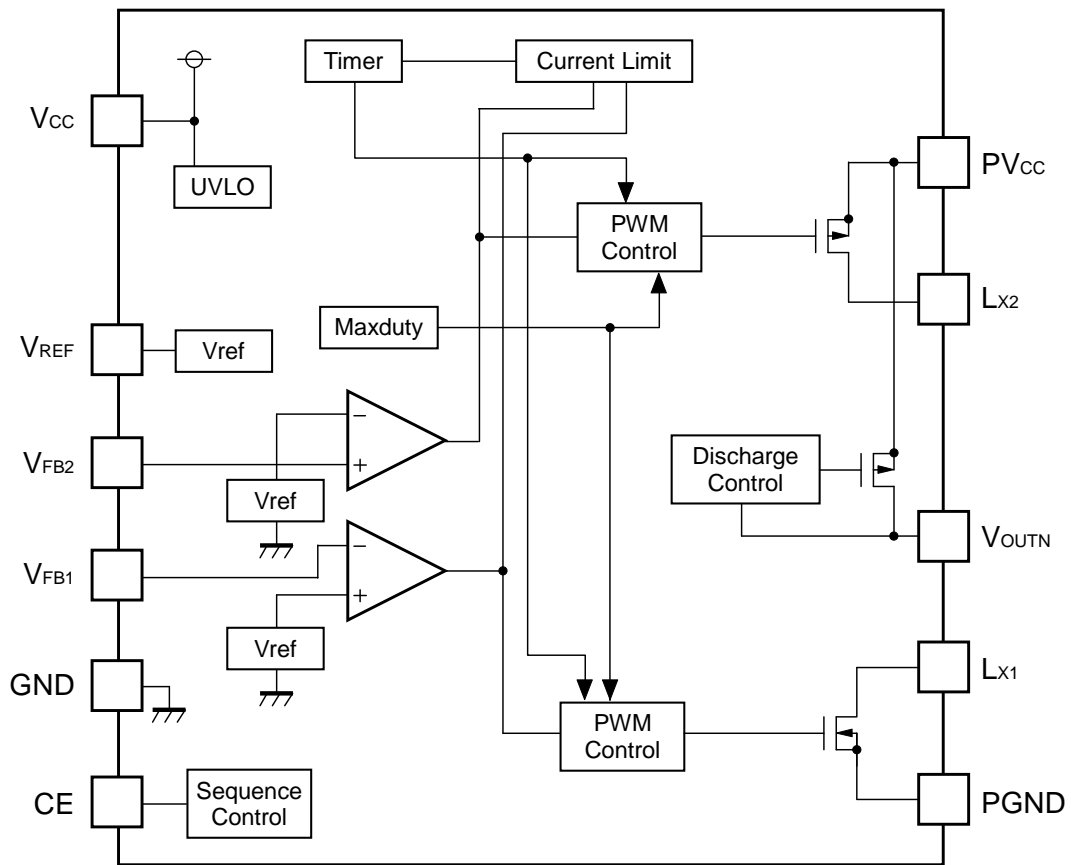 Timer
Current Limit
VCC
UVLO
PVCC
PWM
Control
LX2
Maxduty
VREF
Vref
−
VFB2
+
Discharge
Control
Vref
VOUTN
−
VFB1
+
Vref
LX1
GND
PWM
Control
CE
Sequence
Control
PGND